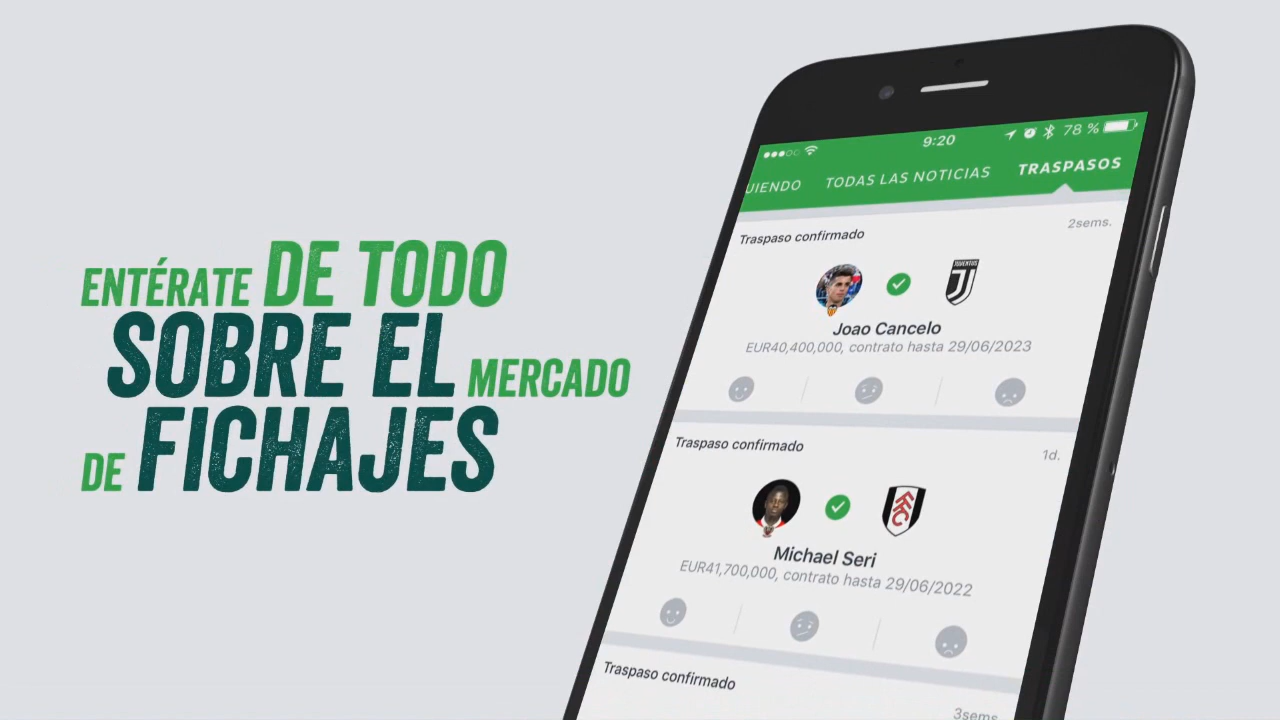 ENTÉRATE DE TODO
SOBRE EL MERCADO
DE FICHAJES
9:20
78 %
UIENDO
TODAS LAS NOTICIAS
TRASPASOS
Traspaso confirmado
2sems.
JUVENTUS
Joao Cancelo
EUR40,400,000, contrato hasta 29/06/2023
Traspaso confirmado
1d.
FFC
Michael Seri
EUR41,700,000, contrato hasta 29/06/2022
Traspaso confirmado
3sems.